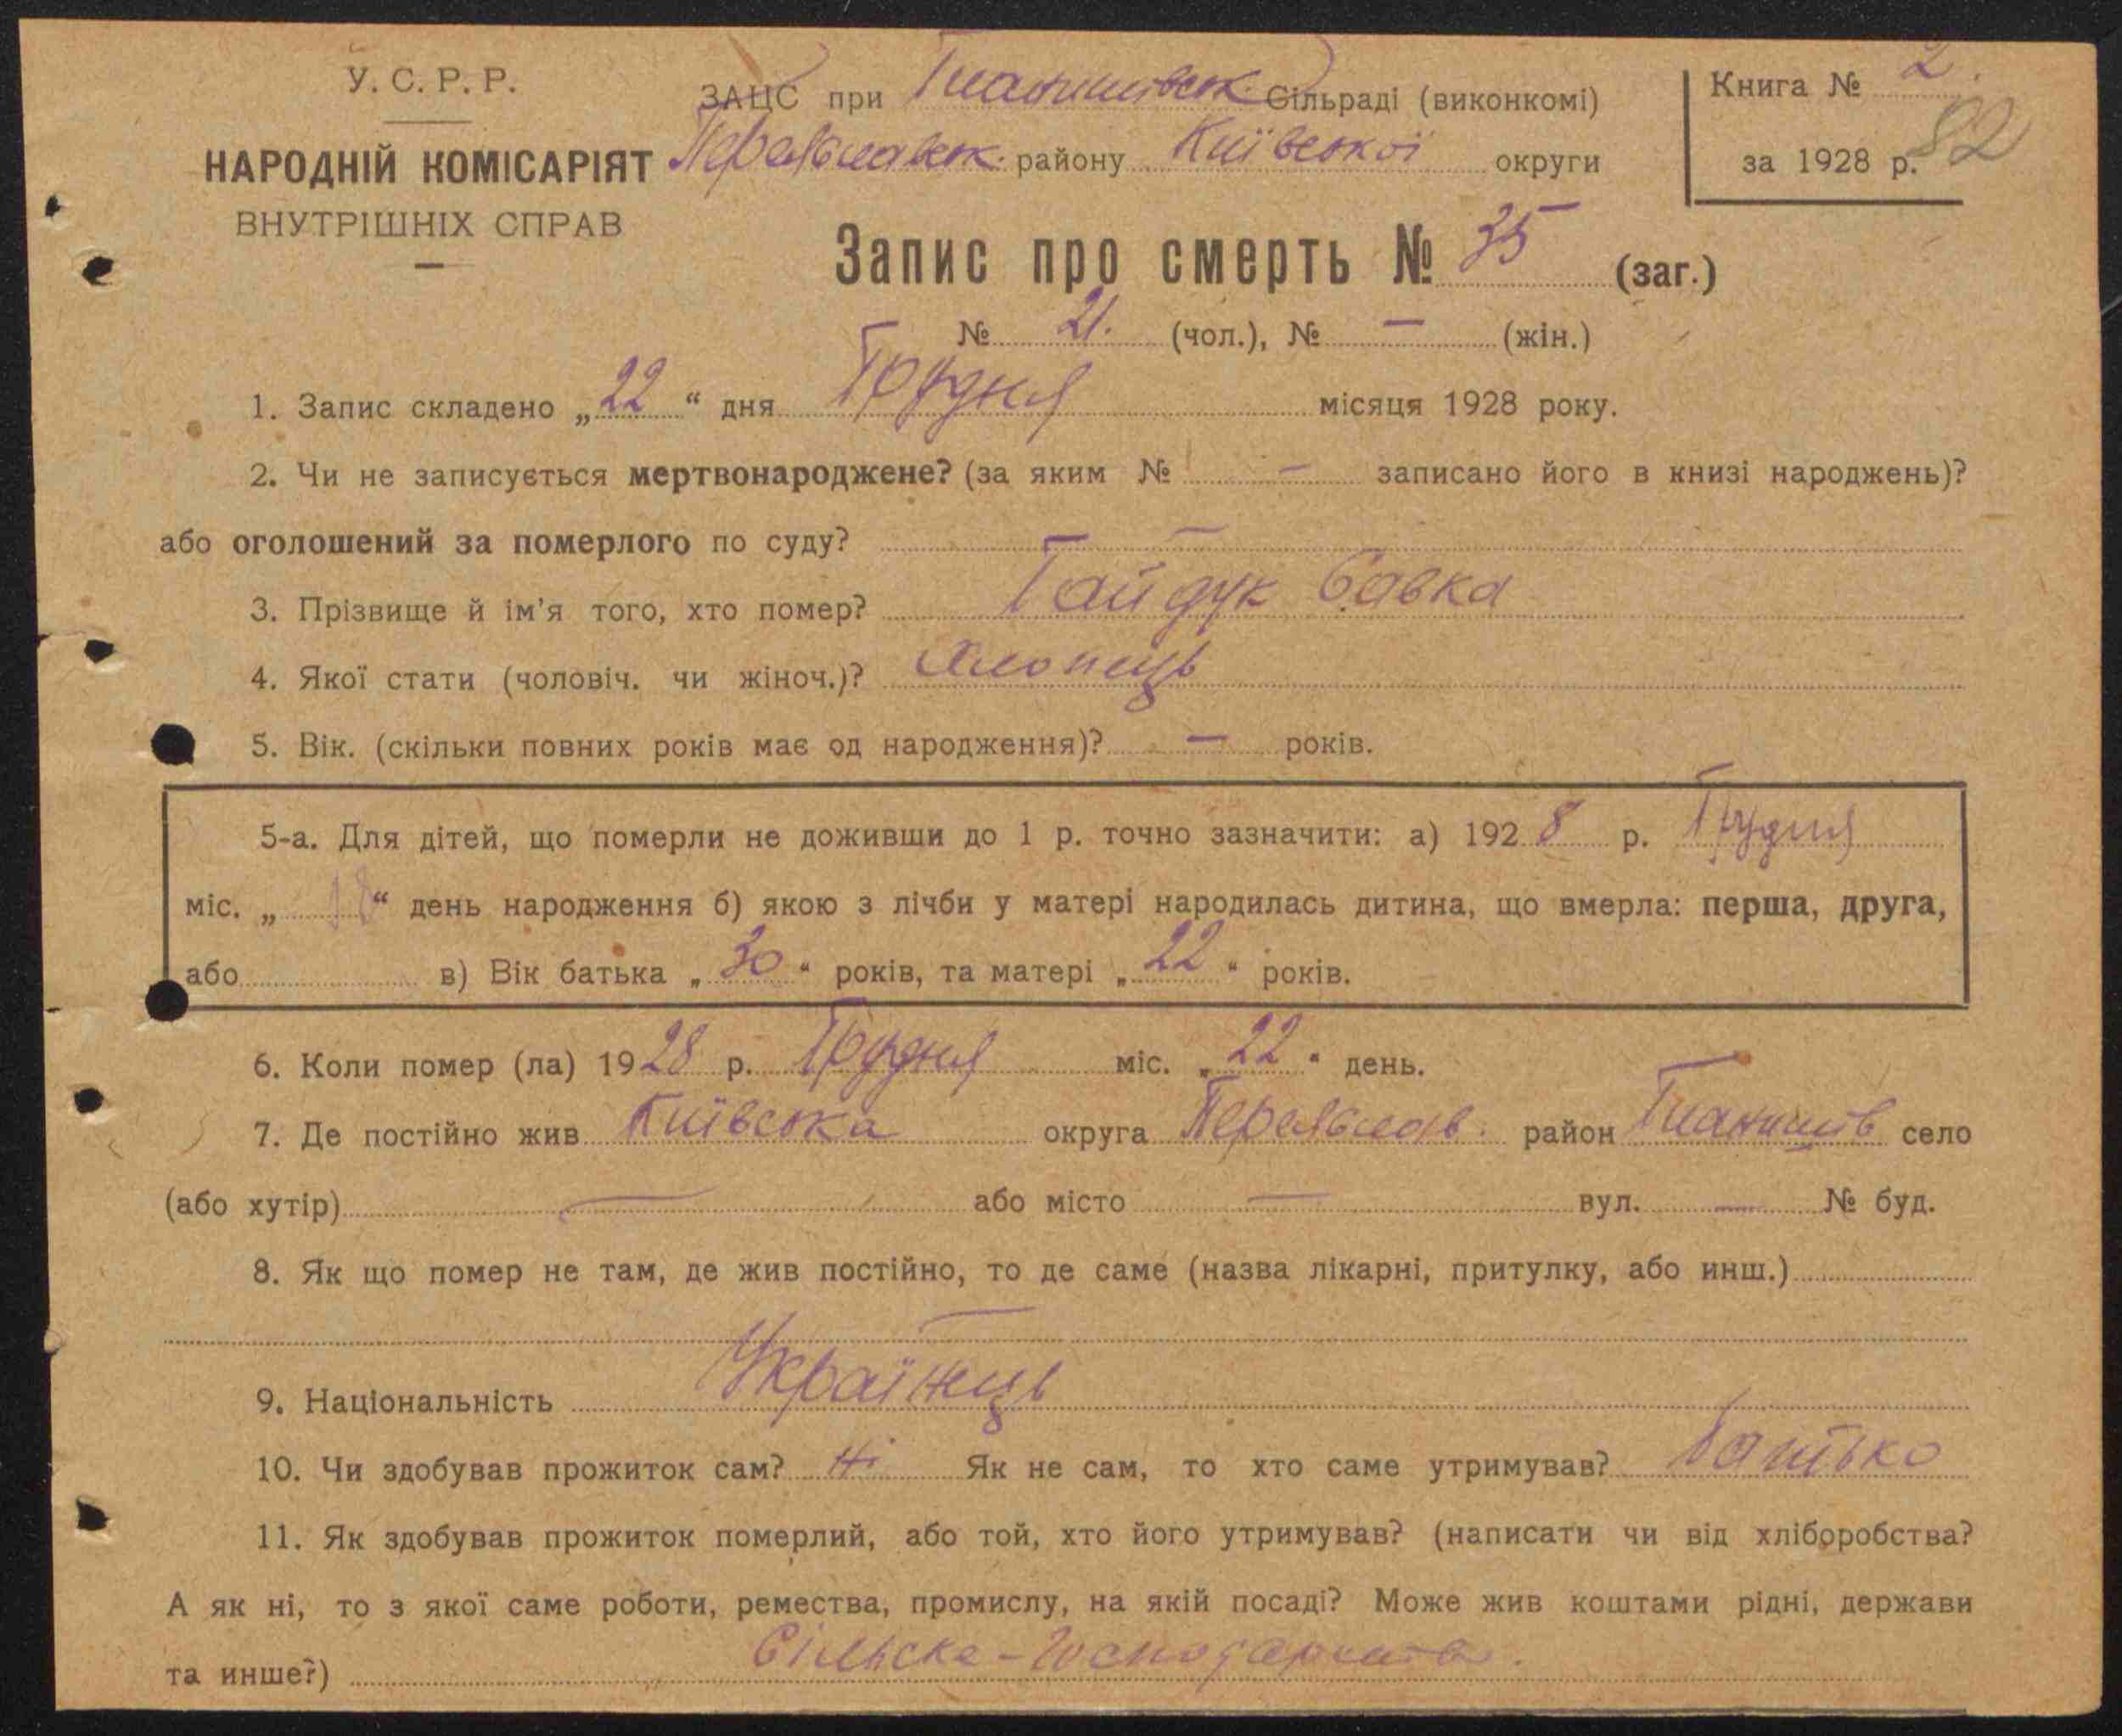 У. С. Р. Р.
НАРОДНІЙ КОМІСАРІЯТ
ВНУТРІШНІХ СПРАВ
ЗАЦС при Гланишівськ. Сільраді (виконкомі)
Переяславськ. району Київської округи
Книга № 2.
за 1928 р. 82
Запис про смерть № 35 (заг.)
№ 21. (чол.), № — (жін.)
1. Запис складено „22“ дня Грудня місяця 1928 року.
2. Чи не записується мертвонароджене? (за яким № — записано його в книзі народжень)?
або оголошений за померлого по суду? —
3. Прізвище й ім’я того, хто помер? Гайдук Савка
4. Якої стати (чоловіч. чи жіноч.)? Хлопець
5. Вік. (скільки повних років має од народження)? — років.
5-а. Для дітей, що померли не доживши до 1 р. точно зазначити: а) 1928 р. Грудня
міс. „18“ день народження б) якою з лічби у матері народилась дитина, що вмерла: перша, друга,
або в) Вік батька „30“ років, та матері „22“ років.
6. Коли помер (ла) 1928 р. Грудня міс. „22“ день.
7. Де постійно жив Київська округа Переяслав. район Гланишів село
(або хутір) — або місто — вул. — № буд.
8. Як що помер не там, де жив постійно, то де саме (назва лікарні, притулку, або инш.)
—
9. Національність Українець
10. Чи здобував прожиток сам? Ні Як не сам, то хто саме утримував? батько
11. Як здобував прожиток померлий, або той, хто його утримував? (написати чи від хліборобства?
А як ні, то з якої саме роботи, ремества, промислу, на якій посаді? Може жив коштами рідні, держави
та инше?) Сільске-Господарств.